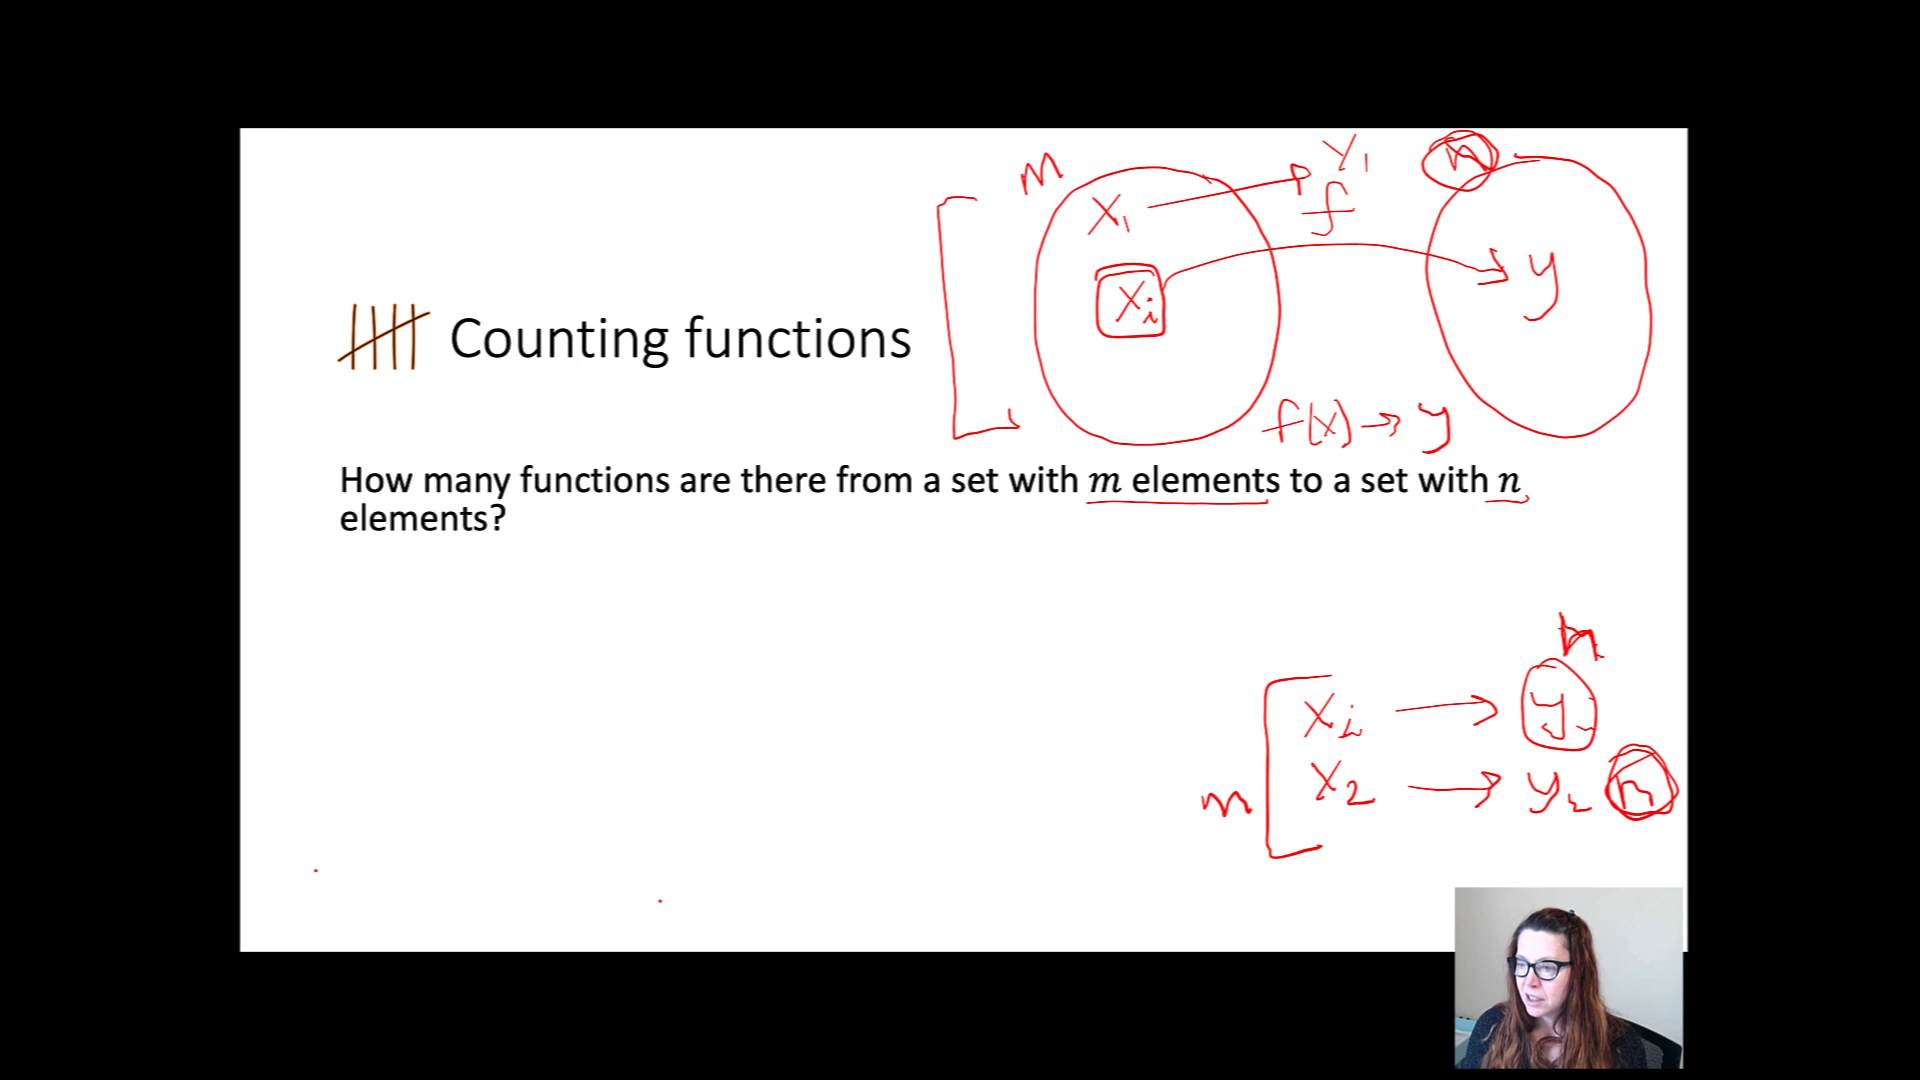 m
n
x₁ → y₁
f
xᵢ → y
f(x) → y
Counting functions
How many functions are there from a set with m elements to a set with n
elements?
n
xᵢ → y
m
x₂ → y₂ n